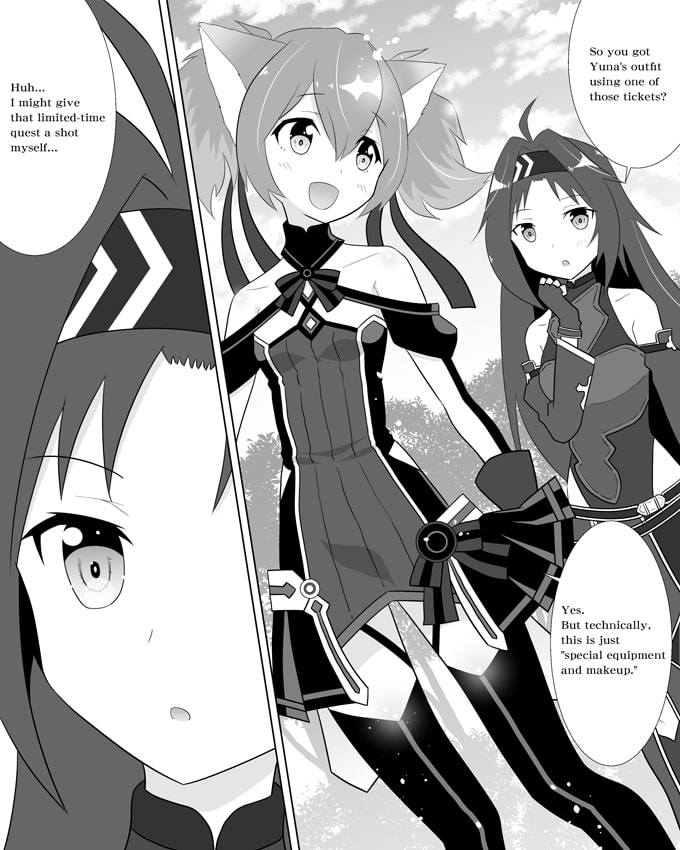 So you got
Yuna's outfit
using one of
those tickets?
Yes.
But technically,
this is just
"special equipment
and makeup."
Huh...
I might give
that limited-time
quest a shot
myself...